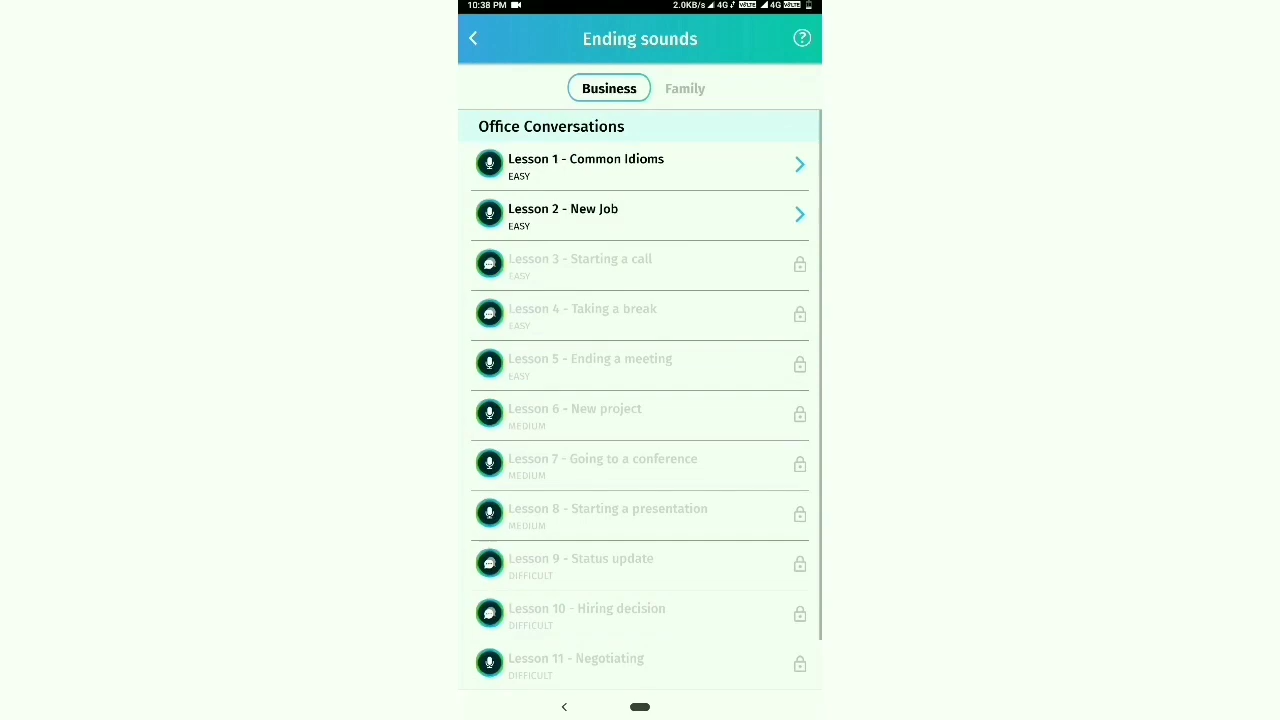 10:38 PM 2.0KB/s 4G VoLTE 4G VoLTE
Ending sounds ?
Business Family
Office Conversations
Lesson 1 - Common Idioms
EASY
Lesson 2 - New Job
EASY
Lesson 3 - Starting a call
EASY
Lesson 4 - Taking a break
EASY
Lesson 5 - Ending a meeting
EASY
Lesson 6 - New project
MEDIUM
Lesson 7 - Going to a conference
MEDIUM
Lesson 8 - Starting a presentation
MEDIUM
Lesson 9 - Status update
DIFFICULT
Lesson 10 - Hiring decision
DIFFICULT
Lesson 11 - Negotiating
DIFFICULT